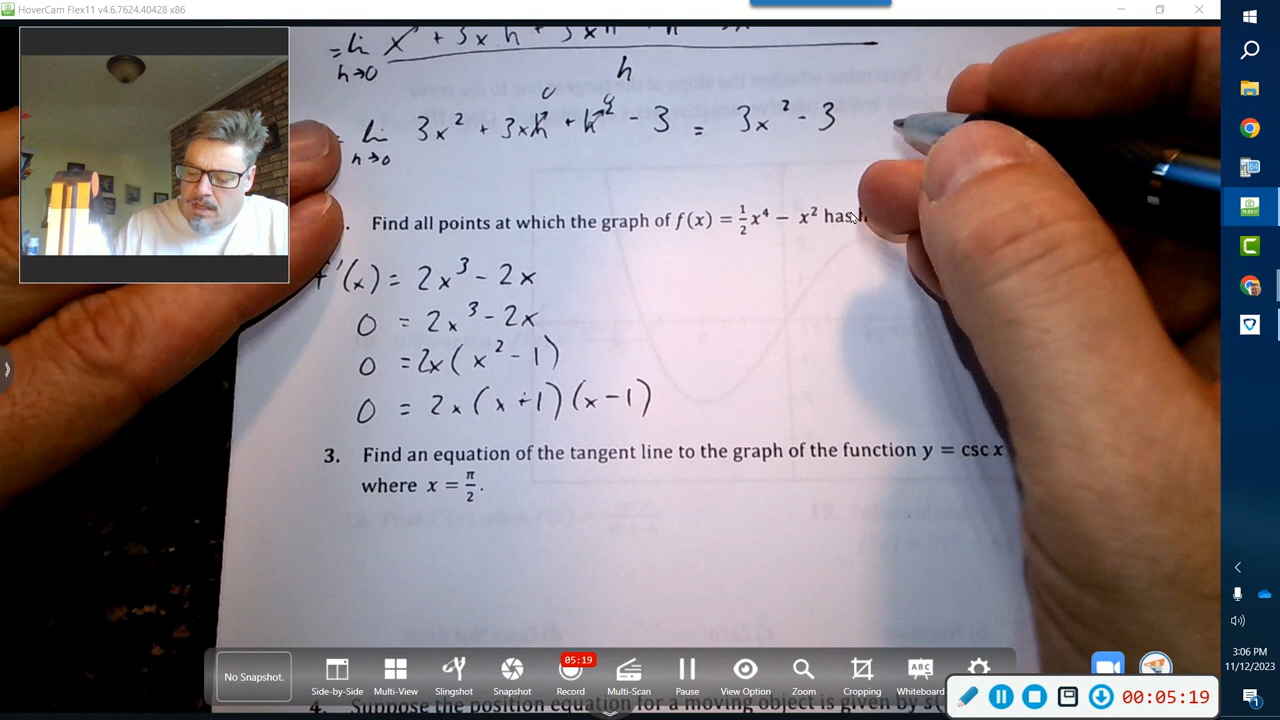 HoverCam Flex11 v4.6.7624.40428 x86
= lim
h→0
h
0 0
lim 3x² + 3xh + h² - 3 = 3x² - 3
h→0
. Find all points at which the graph of f(x) = ½x⁴ − x² has h
f'(x) = 2x³ - 2x
0 = 2x³ - 2x
0 = 2x(x² - 1)
0 = 2x(x+1)(x-1)
3. Find an equation of the tangent line to the graph of the function y = csc x
where x = π/2.
No Snapshot.
05:19
Side-by-Side Multi-View Slingshot Snapshot Record Multi-Scan Pause View Option Zoom Cropping Whiteboard
ABC
4. Suppose the position equation for a moving object is given by s(
00:05:19
3:06 PM
11/12/2023